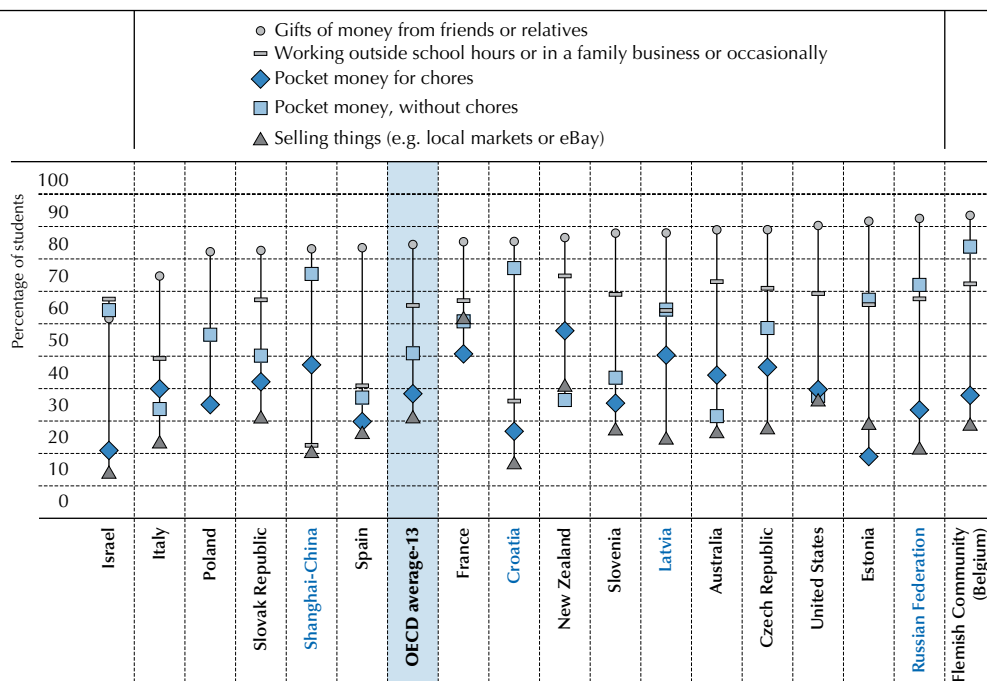 Gifts of money from friends or relatives
Working outside school hours or in a family business or occasionally
Pocket money for chores
Pocket money, without chores
Selling things (e.g. local markets or eBay)
Percentage of students
100
90
80
70
60
50
40
30
20
10
0
Israel
Italy
Poland
Slovak Republic
Shanghai-China
Spain
OECD average-13
France
Croatia
New Zealand
Slovenia
Latvia
Australia
Czech Republic
United States
Estonia
Russian Federation
Flemish Community
(Belgium)